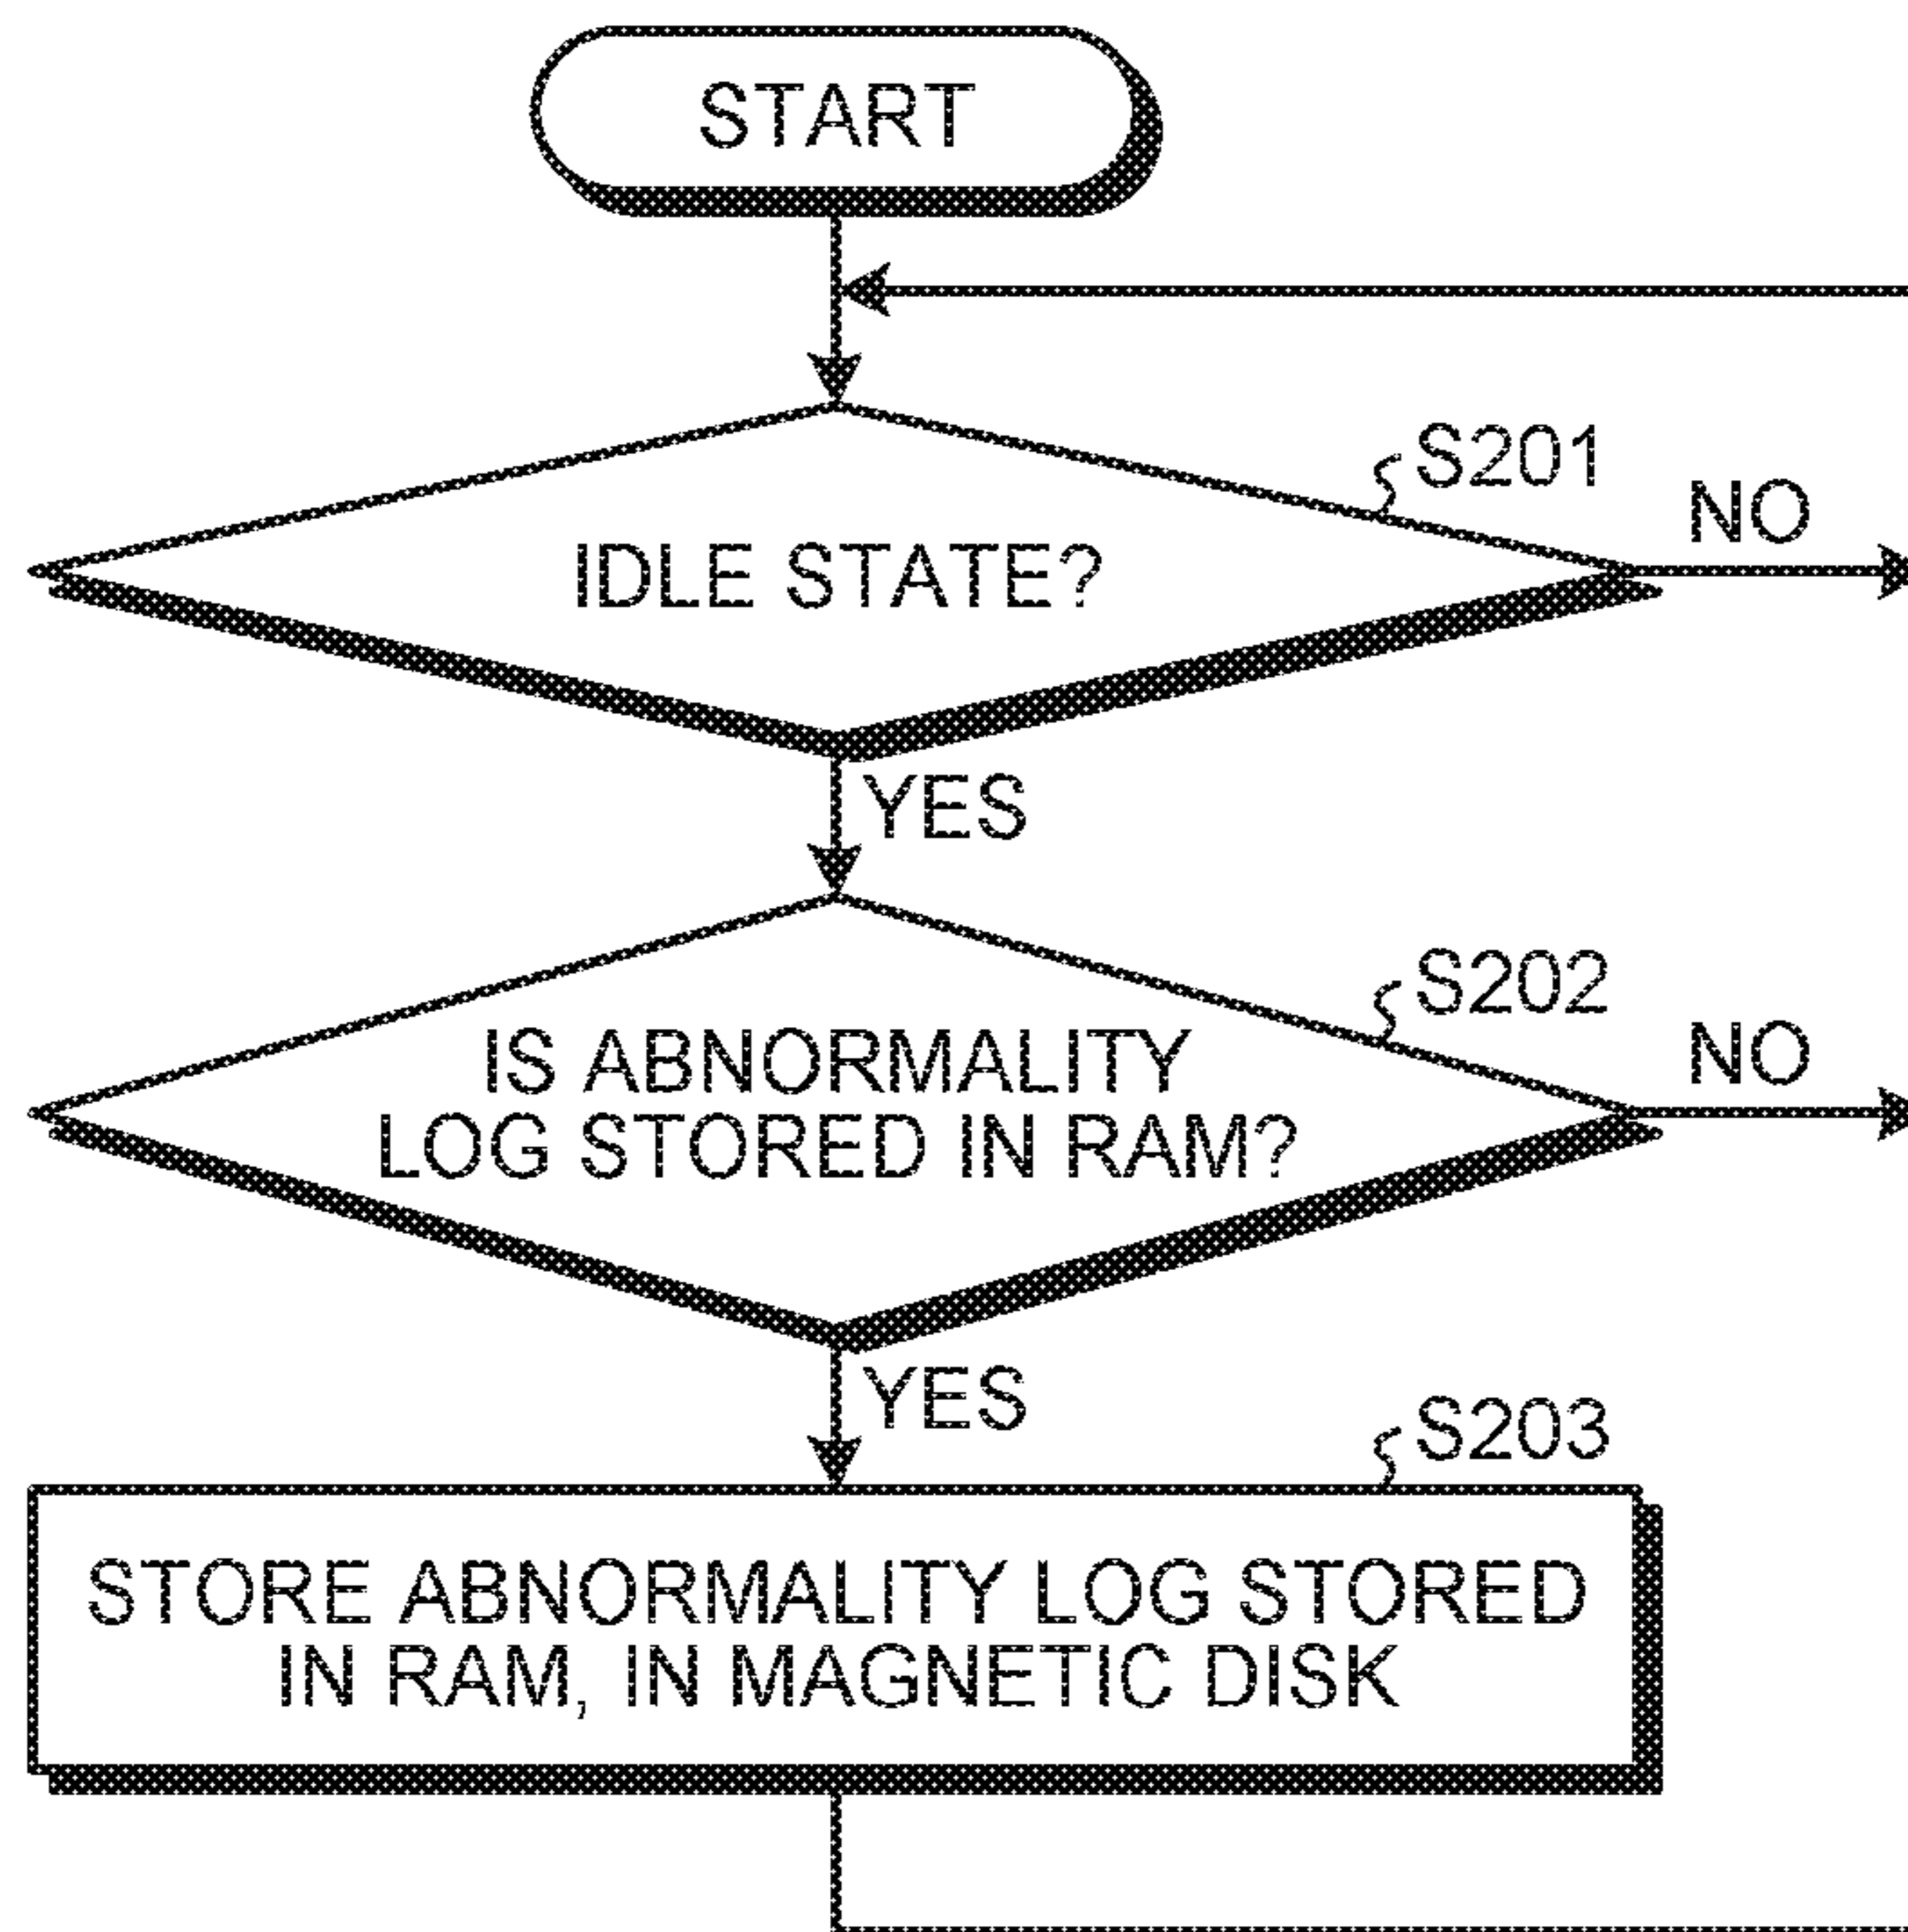 START
S201
NO
IDLE STATE?
YES
S202
NO
IS ABNORMALITY
LOG STORED IN RAM?
YES
S203
STORE ABNORMALITY LOG STORED
IN RAM, IN MAGNETIC DISK